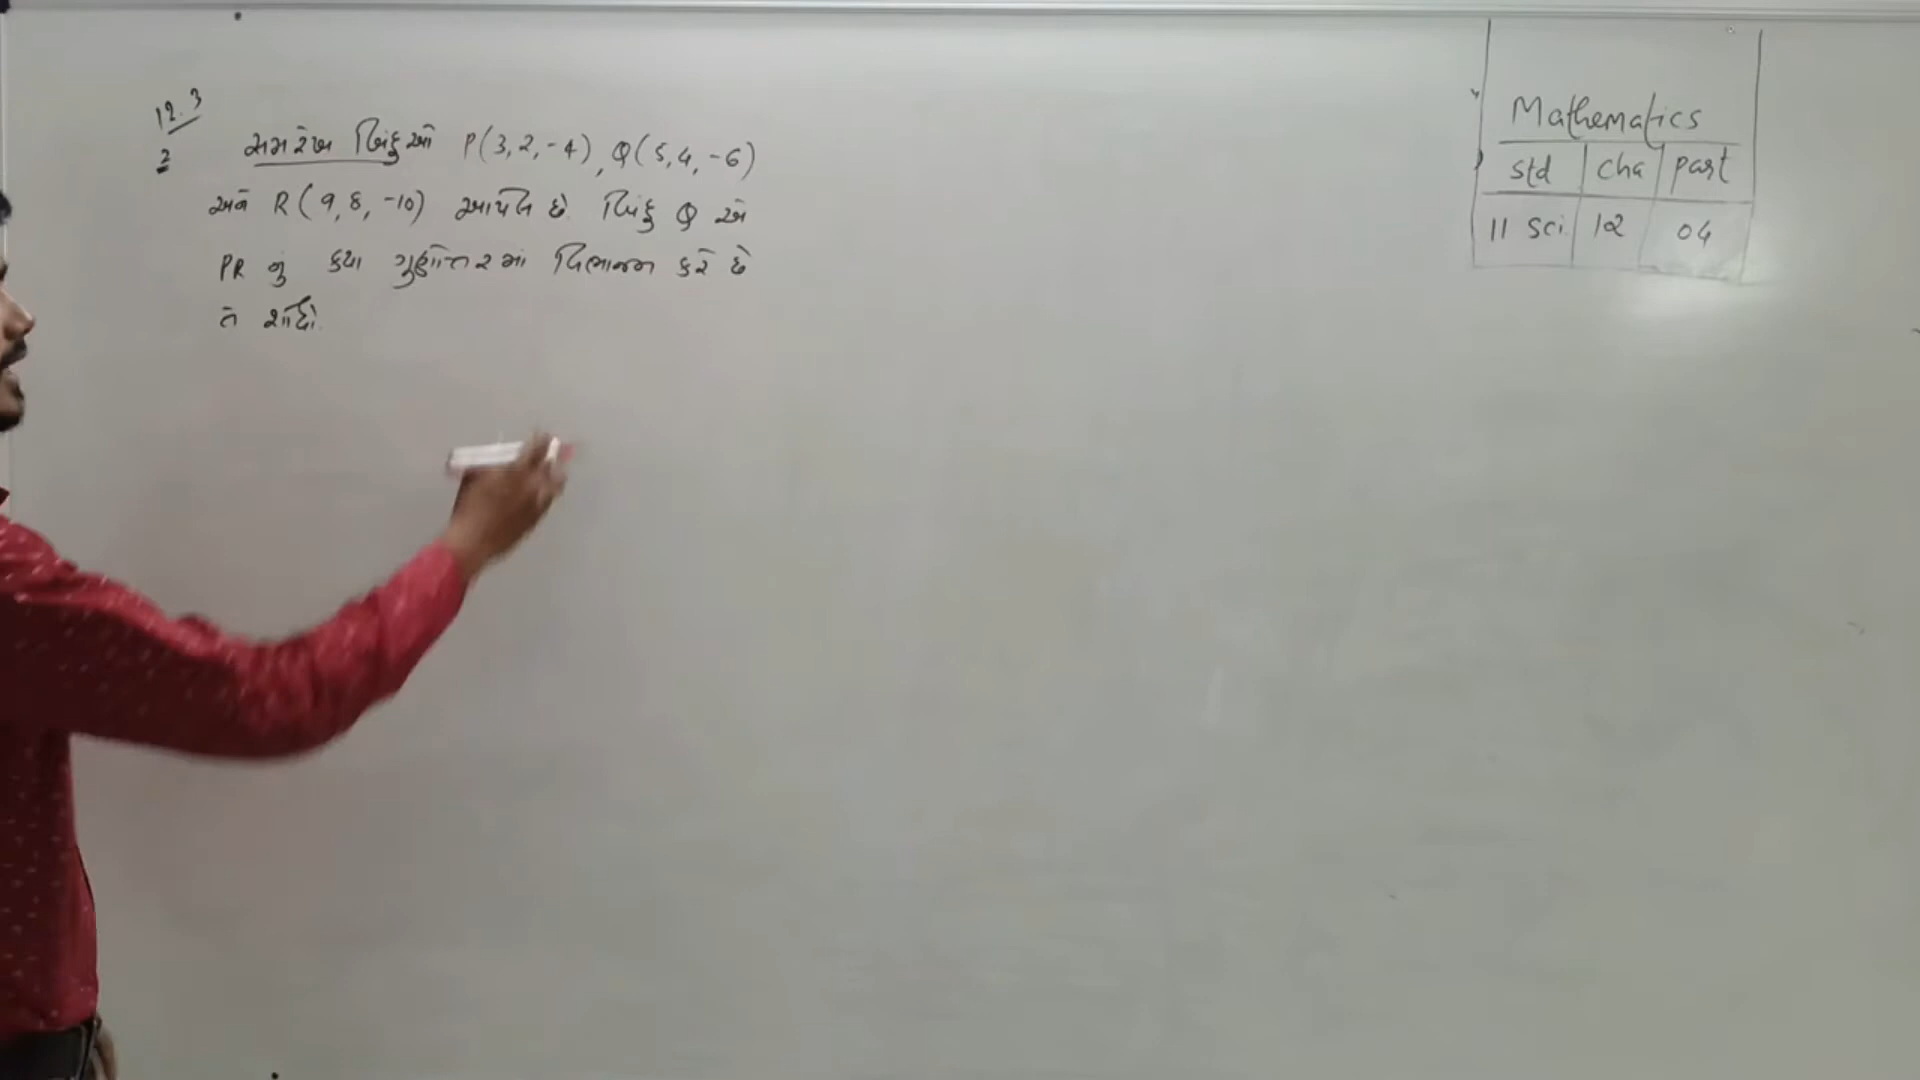 12.3
2 સમરેખ બિંદુઓ P(3,2,-4), Q(5,4,-6)
અને R(9,8,-10) આપેલ છે. બિંદુ Q એ
PR નું કયા ગુણોત્તરમાં વિભાજન કરે છે
તે શોધો.
Mathematics
std cha part
11 sci 12 04